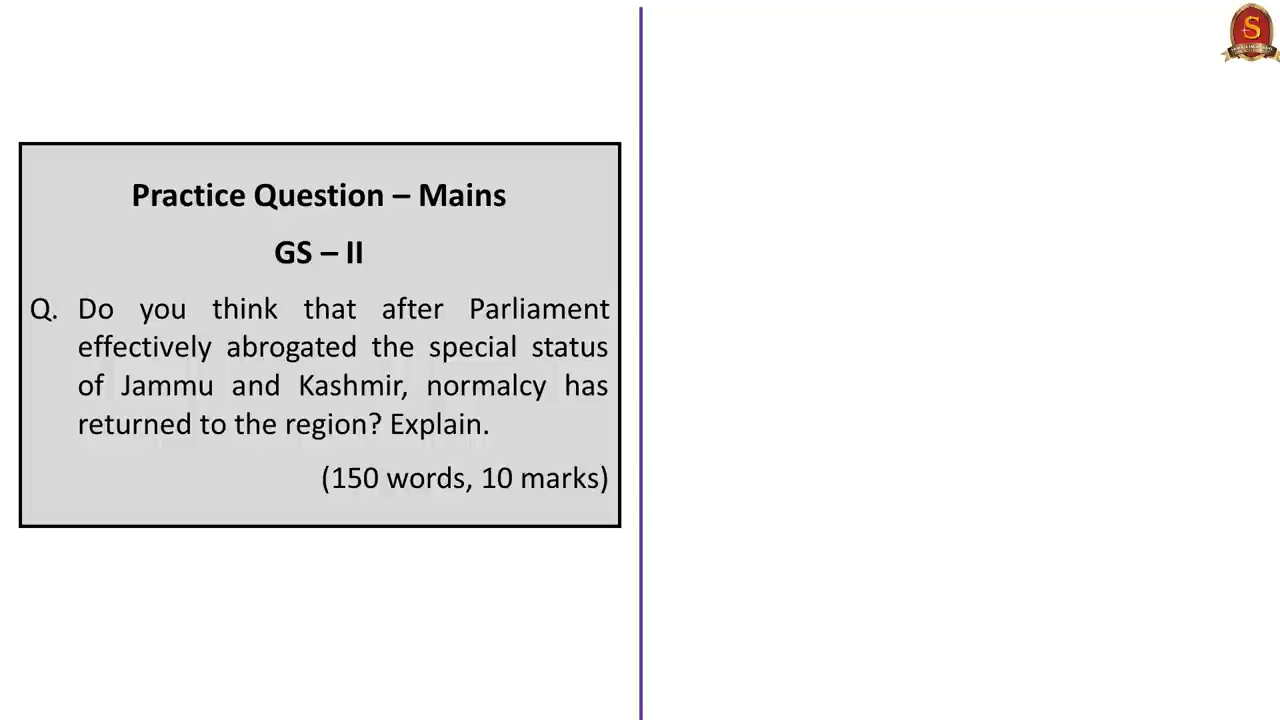 Practice Question – Mains
GS – II
Q. Do you think that after Parliament
effectively abrogated the special status
of Jammu and Kashmir, normalcy has
returned to the region? Explain.
(150 words, 10 marks)
S